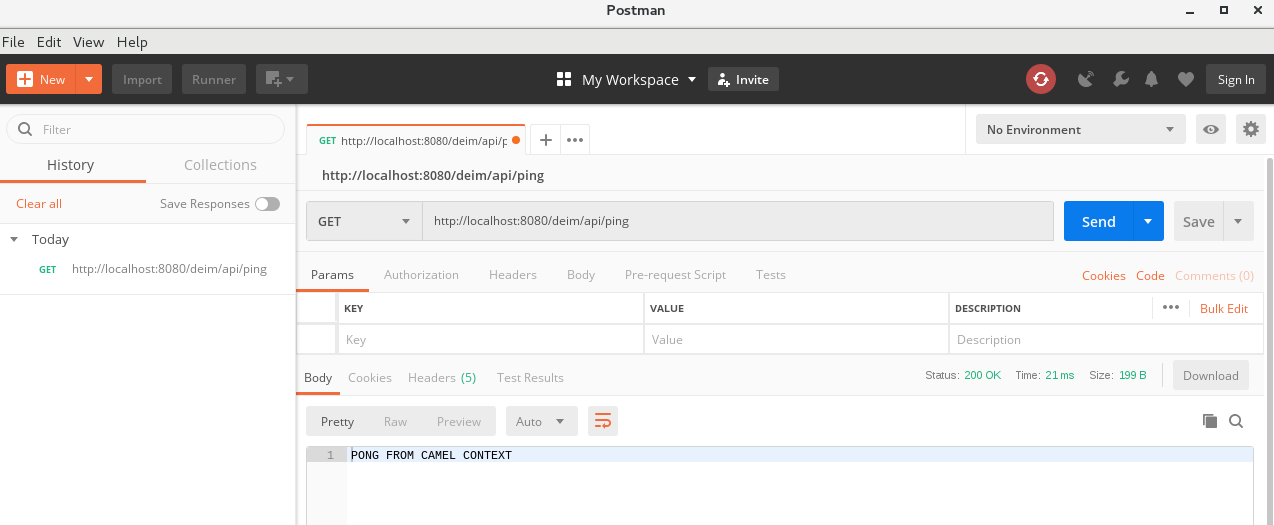 Postman
File Edit View Help
New Import Runner My Workspace Invite Sign In
Filter
History Collections
Clear all Save Responses
Today
GET http://localhost:8080/deim/api/ping
GET http://localhost:8080/deim/api/p
No Environment
http://localhost:8080/deim/api/ping
GET http://localhost:8080/deim/api/ping Send Save
Params Authorization Headers Body Pre-request Script Tests Cookies Code Comments (0)
KEY VALUE DESCRIPTION Bulk Edit
Key Value Description
Body Cookies Headers (5) Test Results Status: 200 OK Time: 21 ms Size: 199 B Download
Pretty Raw Preview Auto
1 PONG FROM CAMEL CONTEXT